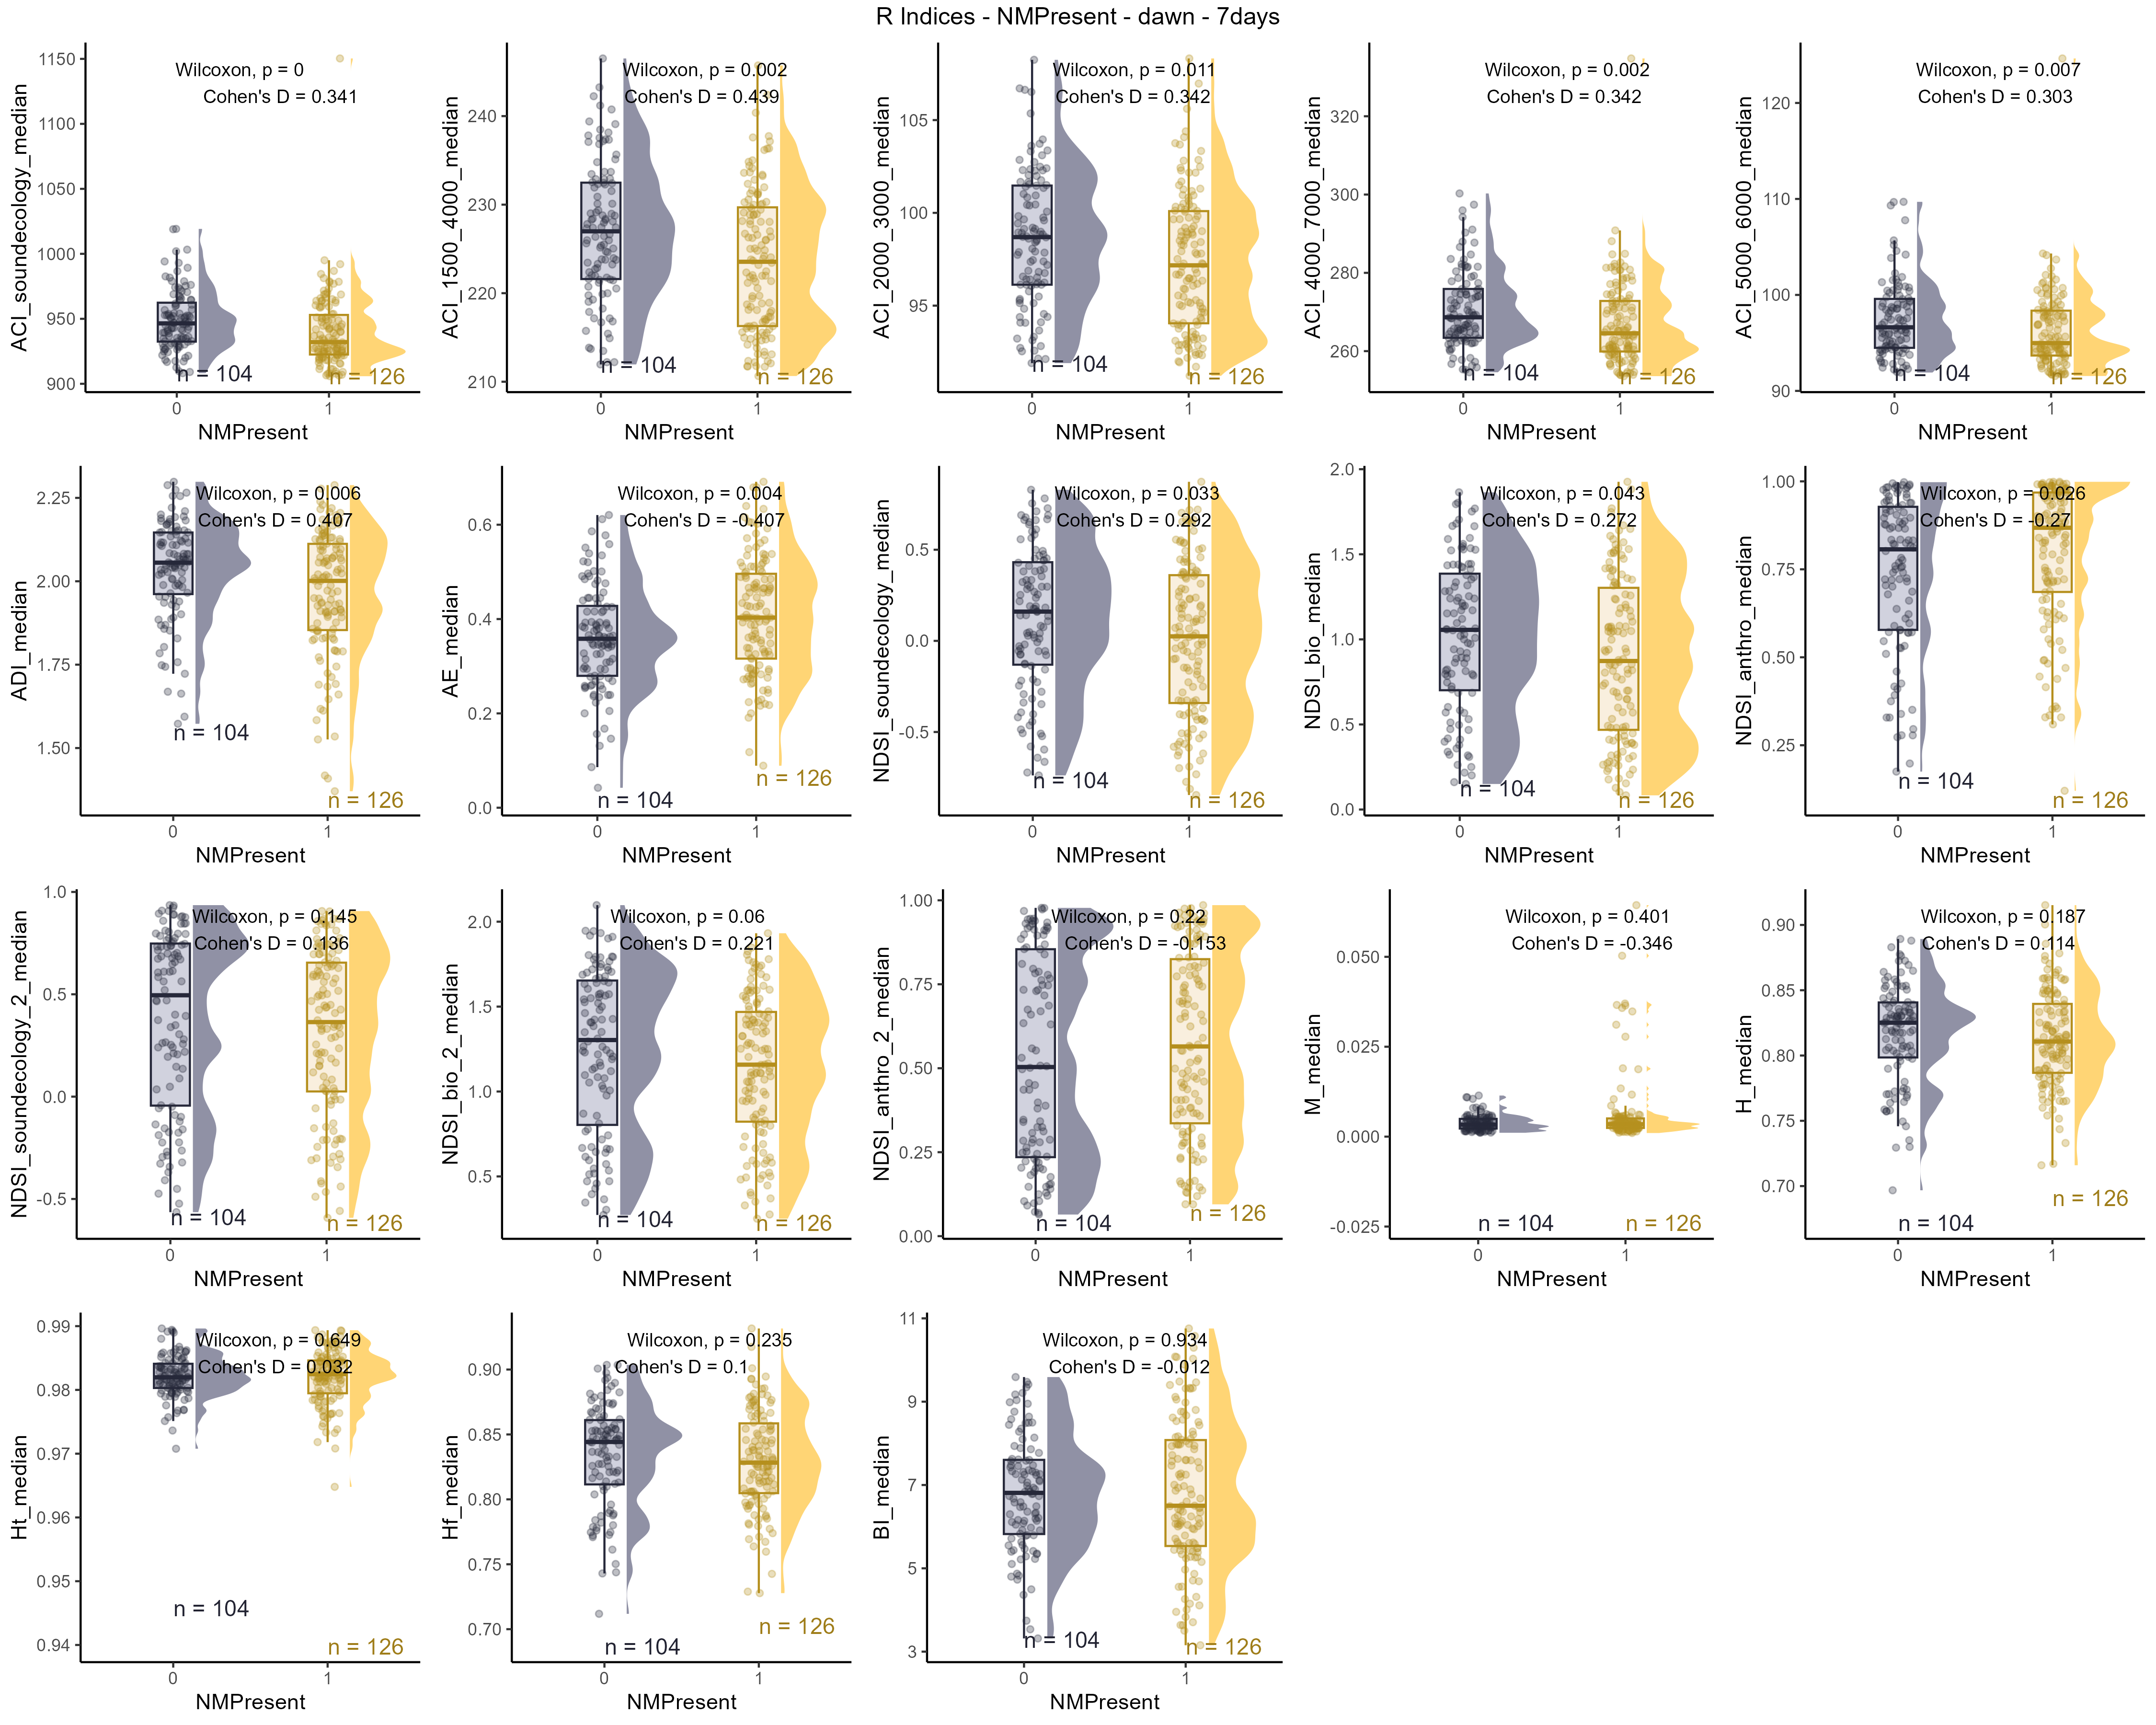 R Indices - NMPresent - dawn - 7days
ACI_soundecology_median
1150
1100
1050
1000
950
900
Wilcoxon, p = 0
Cohen's D = 0.341
n = 104
n = 126
0
1
NMPresent
ACI_1500_4000_median
240
230
220
210
Wilcoxon, p = 0.002
Cohen's D = 0.439
n = 104
n = 126
0
1
NMPresent
ACI_2000_3000_median
105
100
95
Wilcoxon, p = 0.011
Cohen's D = 0.342
n = 104
n = 126
0
1
NMPresent
ACI_4000_7000_median
320
300
280
260
Wilcoxon, p = 0.002
Cohen's D = 0.342
n = 104
n = 126
0
1
NMPresent
ACI_5000_6000_median
120
110
100
90
Wilcoxon, p = 0.007
Cohen's D = 0.303
n = 104
n = 126
0
1
NMPresent
ADI_median
2.25
2.00
1.75
1.50
Wilcoxon, p = 0.006
Cohen's D = 0.407
n = 104
n = 126
0
1
NMPresent
AE_median
0.6
0.4
0.2
0.0
Wilcoxon, p = 0.004
Cohen's D = -0.407
n = 104
n = 126
0
1
NMPresent
NDSI_soundecology_median
0.5
0.0
-0.5
Wilcoxon, p = 0.033
Cohen's D = 0.292
n = 104
n = 126
0
1
NMPresent
NDSI_bio_median
2.0
1.5
1.0
0.5
0.0
Wilcoxon, p = 0.043
Cohen's D = 0.272
n = 104
n = 126
0
1
NMPresent
NDSI_anthro_median
1.00
0.75
0.50
0.25
Wilcoxon, p = 0.026
Cohen's D = -0.27
n = 104
n = 126
0
1
NMPresent
NDSI_soundecology_2_median
1.0
0.5
0.0
-0.5
Wilcoxon, p = 0.145
Cohen's D = 0.136
n = 104
n = 126
0
1
NMPresent
NDSI_bio_2_median
2.0
1.5
1.0
0.5
Wilcoxon, p = 0.06
Cohen's D = 0.221
n = 104
n = 126
0
1
NMPresent
NDSI_anthro_2_median
1.00
0.75
0.50
0.25
0.00
Wilcoxon, p = 0.22
Cohen's D = -0.153
n = 104
n = 126
0
1
NMPresent
M_median
0.050
0.025
0.000
-0.025
Wilcoxon, p = 0.401
Cohen's D = -0.346
n = 104
n = 126
0
1
NMPresent
H_median
0.90
0.85
0.80
0.75
0.70
Wilcoxon, p = 0.187
Cohen's D = 0.114
n = 104
n = 126
0
1
NMPresent
Ht_median
0.99
0.98
0.97
0.96
0.95
0.94
Wilcoxon, p = 0.649
Cohen's D = 0.032
n = 104
n = 126
0
1
NMPresent
Hf_median
0.90
0.85
0.80
0.75
0.70
Wilcoxon, p = 0.235
Cohen's D = 0.1
n = 104
n = 126
0
1
NMPresent
BI_median
11
9
7
5
3
Wilcoxon, p = 0.934
Cohen's D = -0.012
n = 104
n = 126
0
1
NMPresent